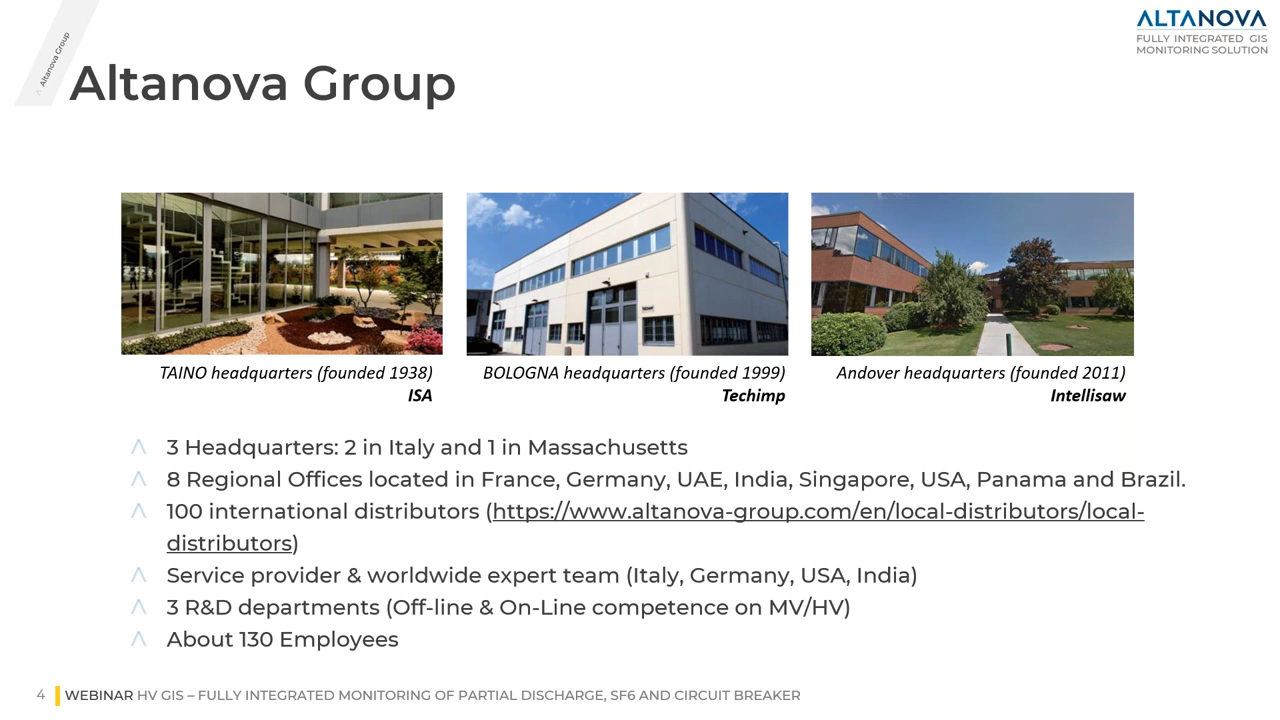 ^ Altanova Group
ALTANOVA
FULLY INTEGRATED GIS
MONITORING SOLUTION
Altanova Group
TAINO headquarters (founded 1938)
ISA
BOLOGNA headquarters (founded 1999)
Techimp
Andover headquarters (founded 2011)
Intellisaw
^ 3 Headquarters: 2 in Italy and 1 in Massachusetts
^ 8 Regional Offices located in France, Germany, UAE, India, Singapore, USA, Panama and Brazil.
^ 100 international distributors (https://www.altanova-group.com/en/local-distributors/local-
distributors)
^ Service provider & worldwide expert team (Italy, Germany, USA, India)
^ 3 R&D departments (Off-line & On-Line competence on MV/HV)
^ About 130 Employees
4 WEBINAR HV GIS – FULLY INTEGRATED MONITORING OF PARTIAL DISCHARGE, SF6 AND CIRCUIT BREAKER